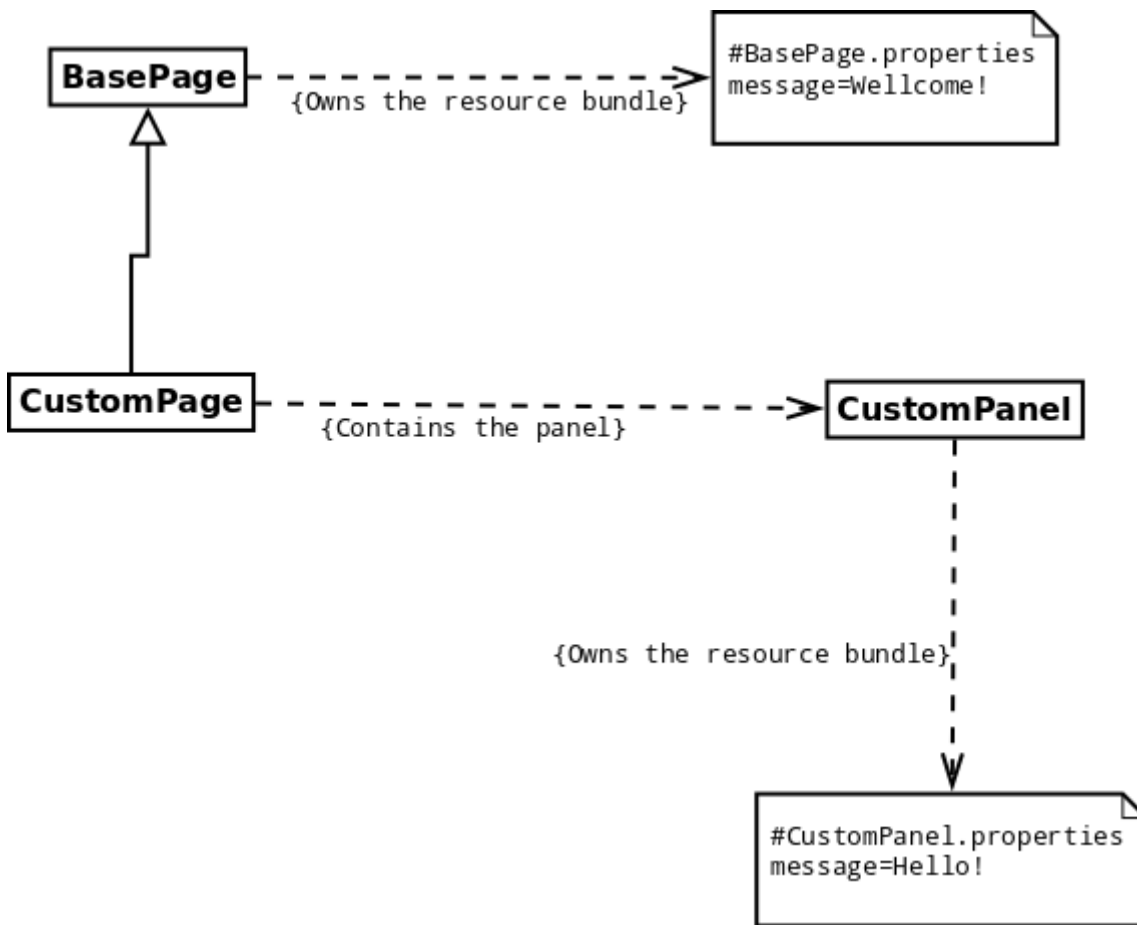 BasePage
{Owns the resource bundle}
#BasePage.properties
message=Wellcome!
CustomPage
{Contains the panel}
CustomPanel
{Owns the resource bundle}
#CustomPanel.properties
message=Hello!